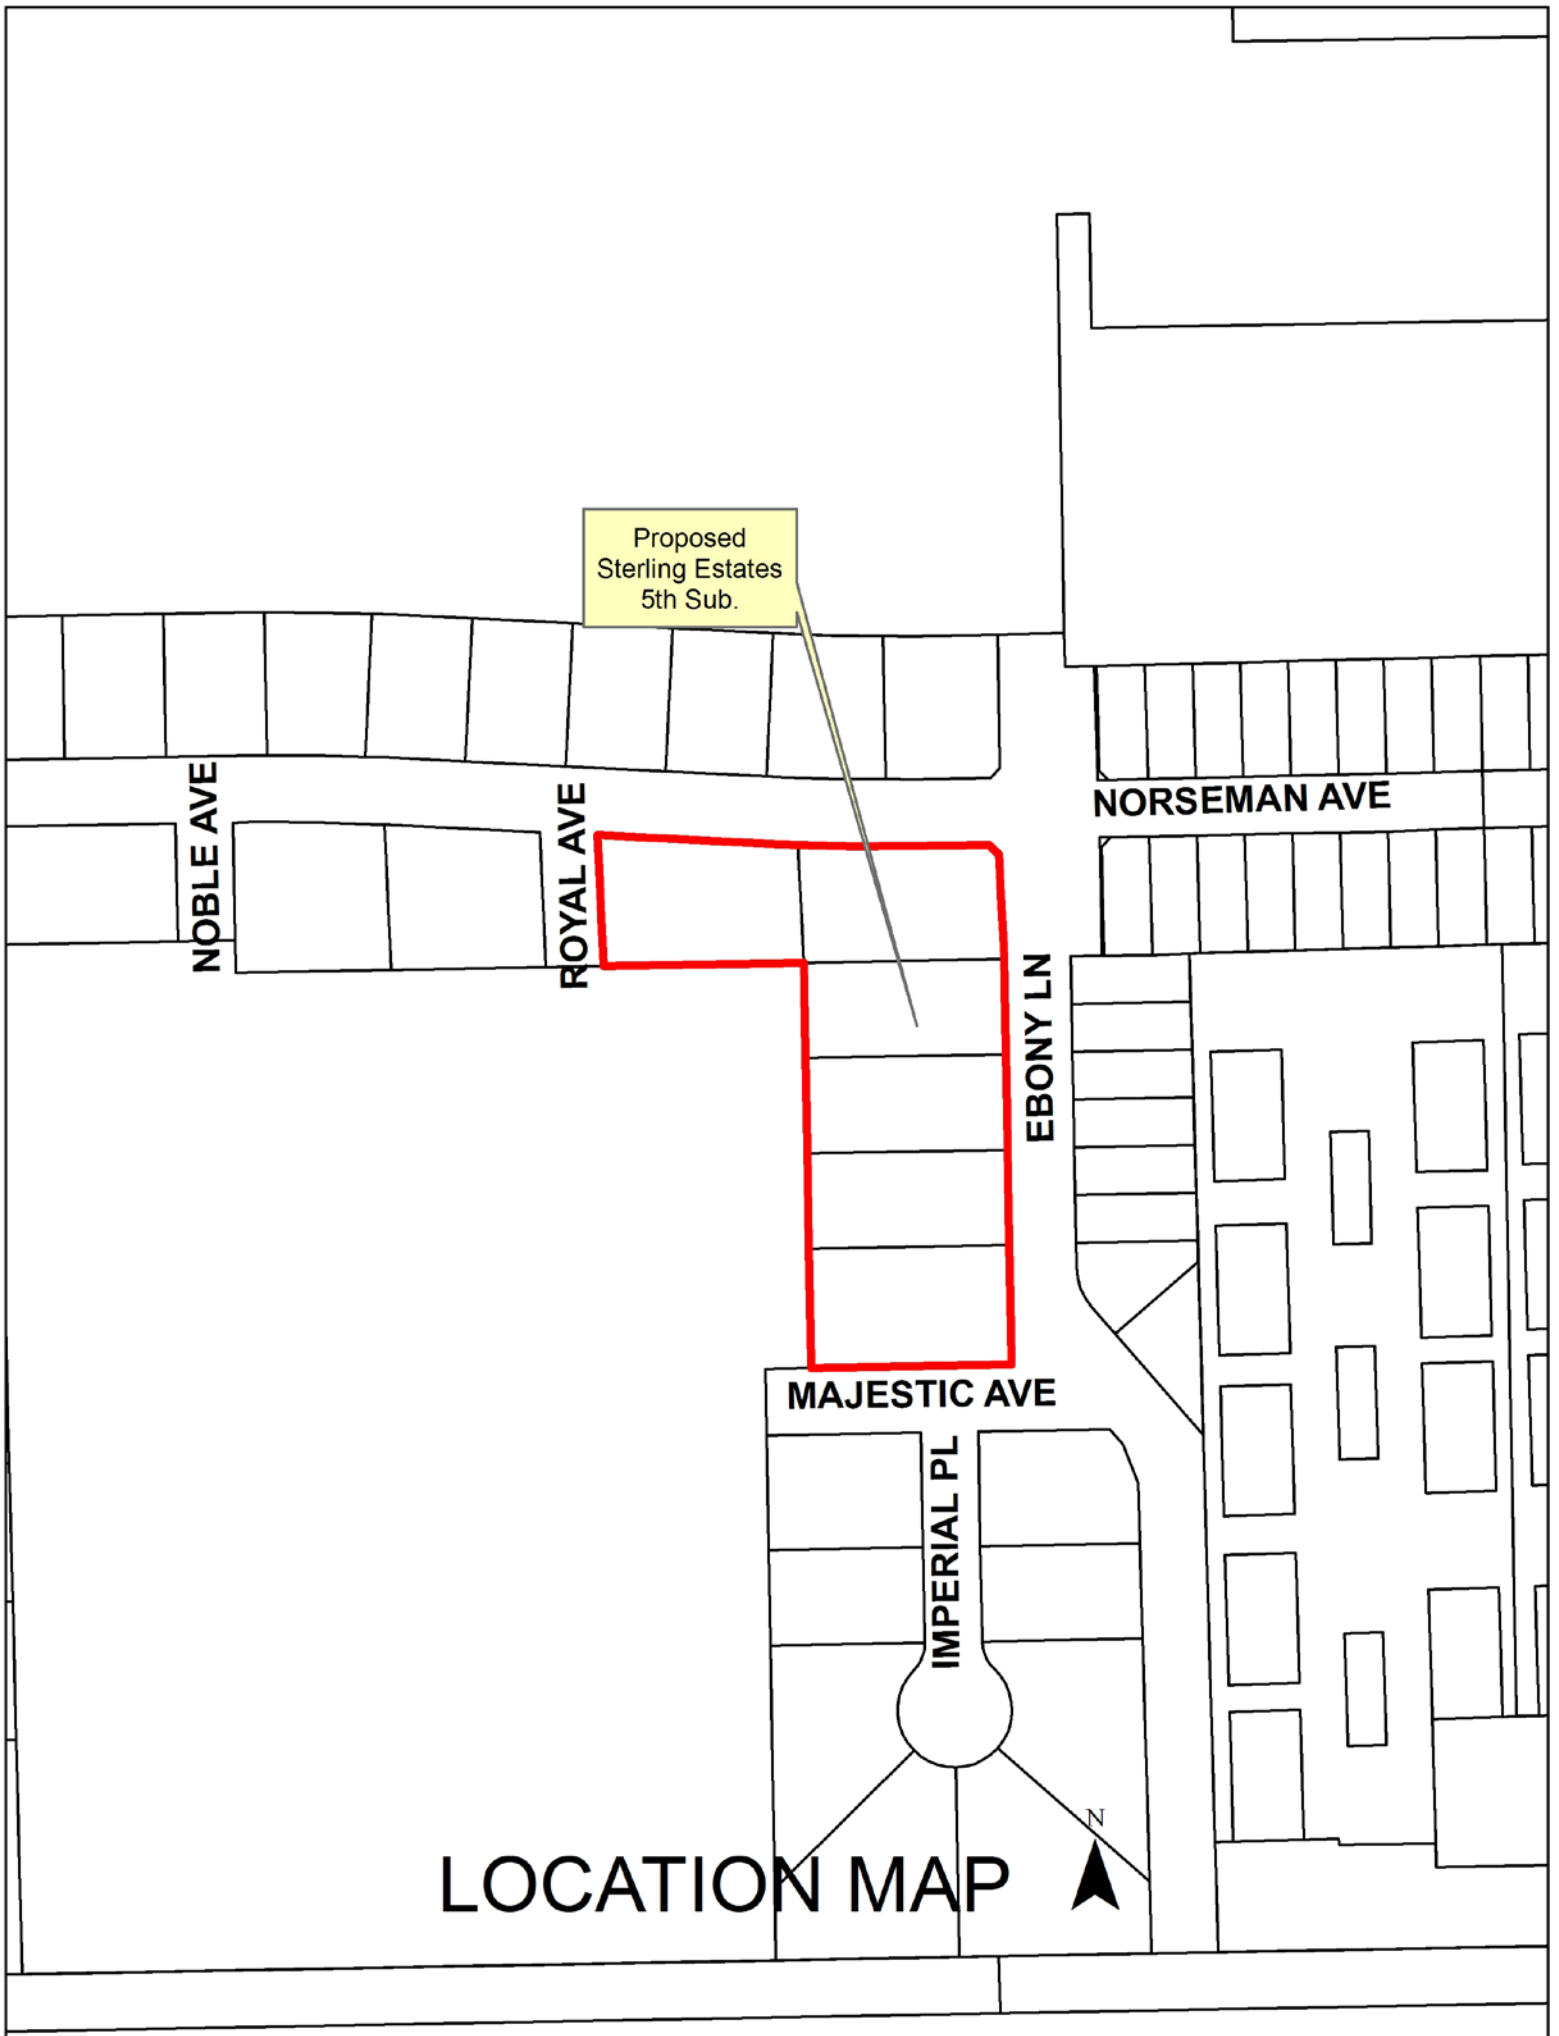 Proposed
Sterling Estates
5th Sub.
NOBLE AVE
ROYAL AVE
NORSEMAN AVE
EBONY LN
MAJESTIC AVE
IMPERIAL PL
N
LOCATION MAP